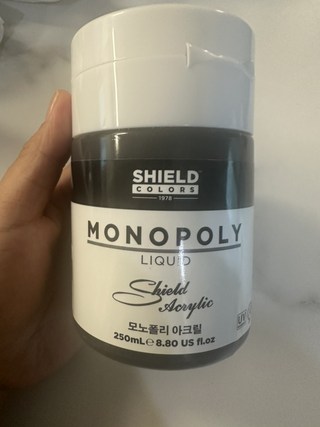 SHIELD
COLORS
1978
MONOPOLY
LIQUID
Shield
Acrylic
모노폴리 아크릴
250mL e 8.80 US fl.oz
UV